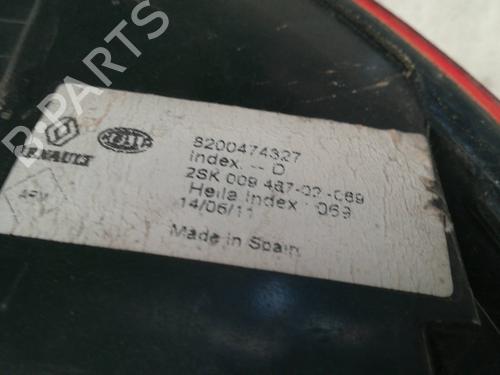 HELLA
RENAULT
8200474327
Index -- D
2SK 009 487-02 -069
Hella Index : 069
14/06/11
Made in Spain
B-PARTS